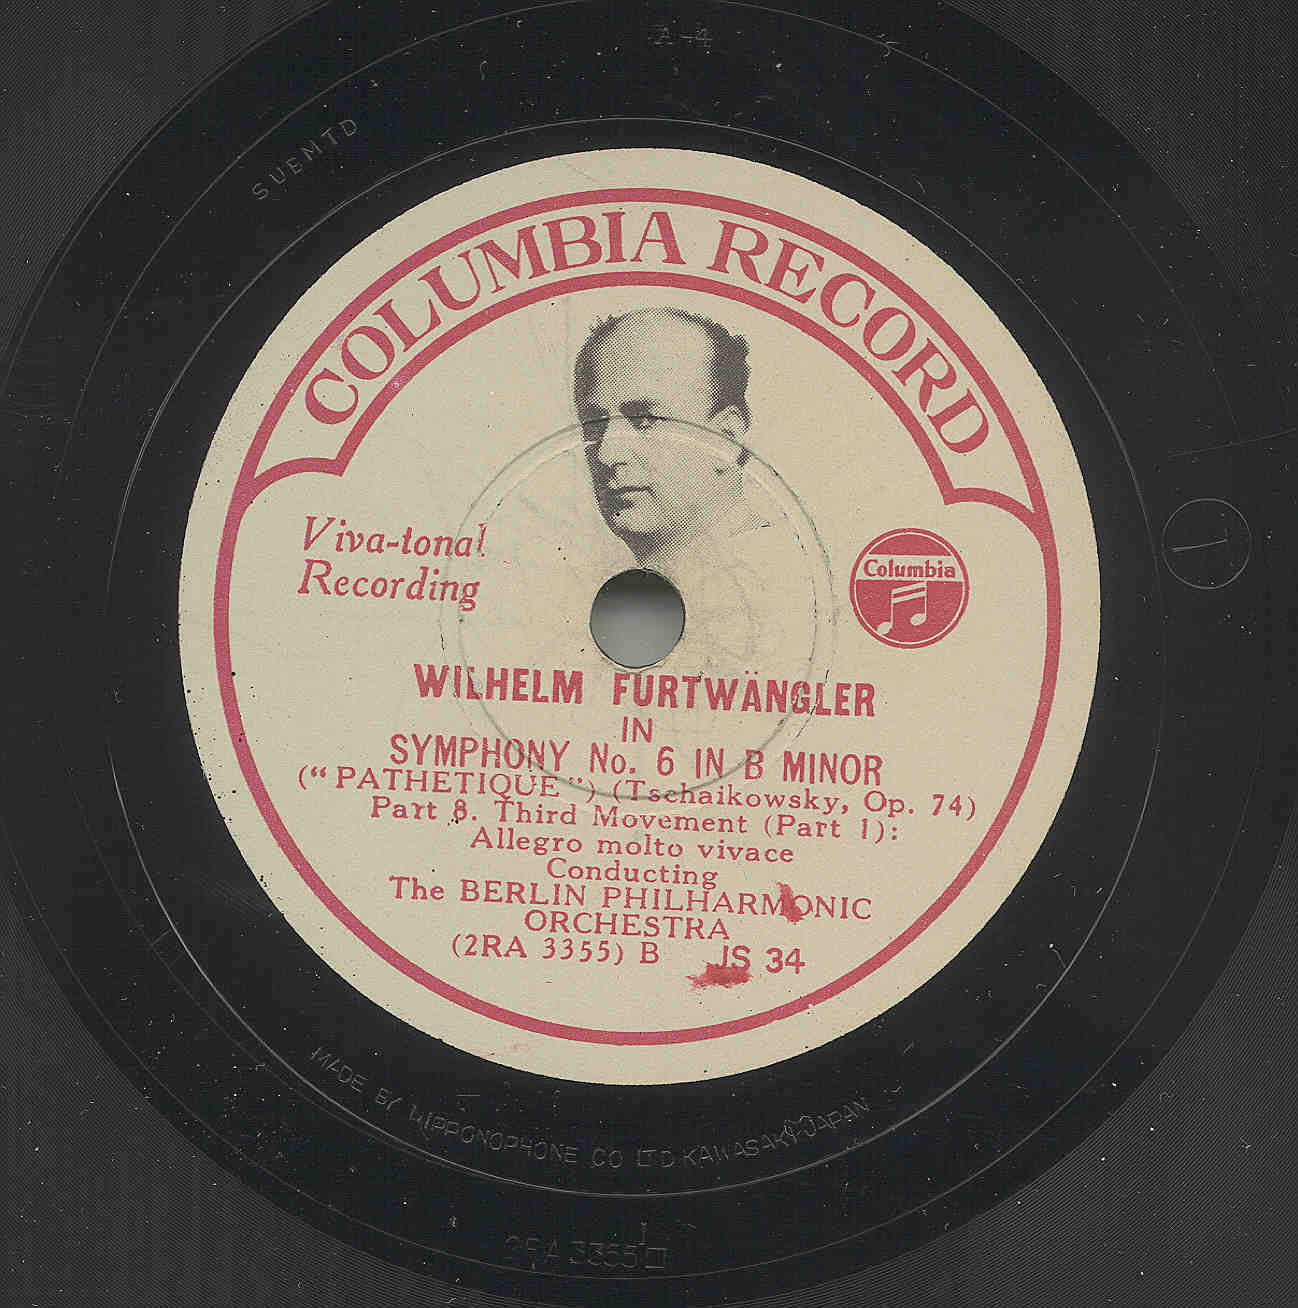 A-4
SUBMTD
COLUMBIA RECORD
Viva-tonal
Recording
Columbia
WILHELM FURTWÄNGLER
IN
SYMPHONY No. 6 IN B MINOR
("PATHETIQUE") (Tschaikowsky, Op. 74)
Part 8. Third Movement (Part 1):
Allegro molto vivace
Conducting
The BERLIN PHILHARMONIC
ORCHESTRA
(2RA 3355) B JS 34
MADE BY NIPPONOPHONE CO LTD KAWASAKI JAPAN
2RA 3355
1